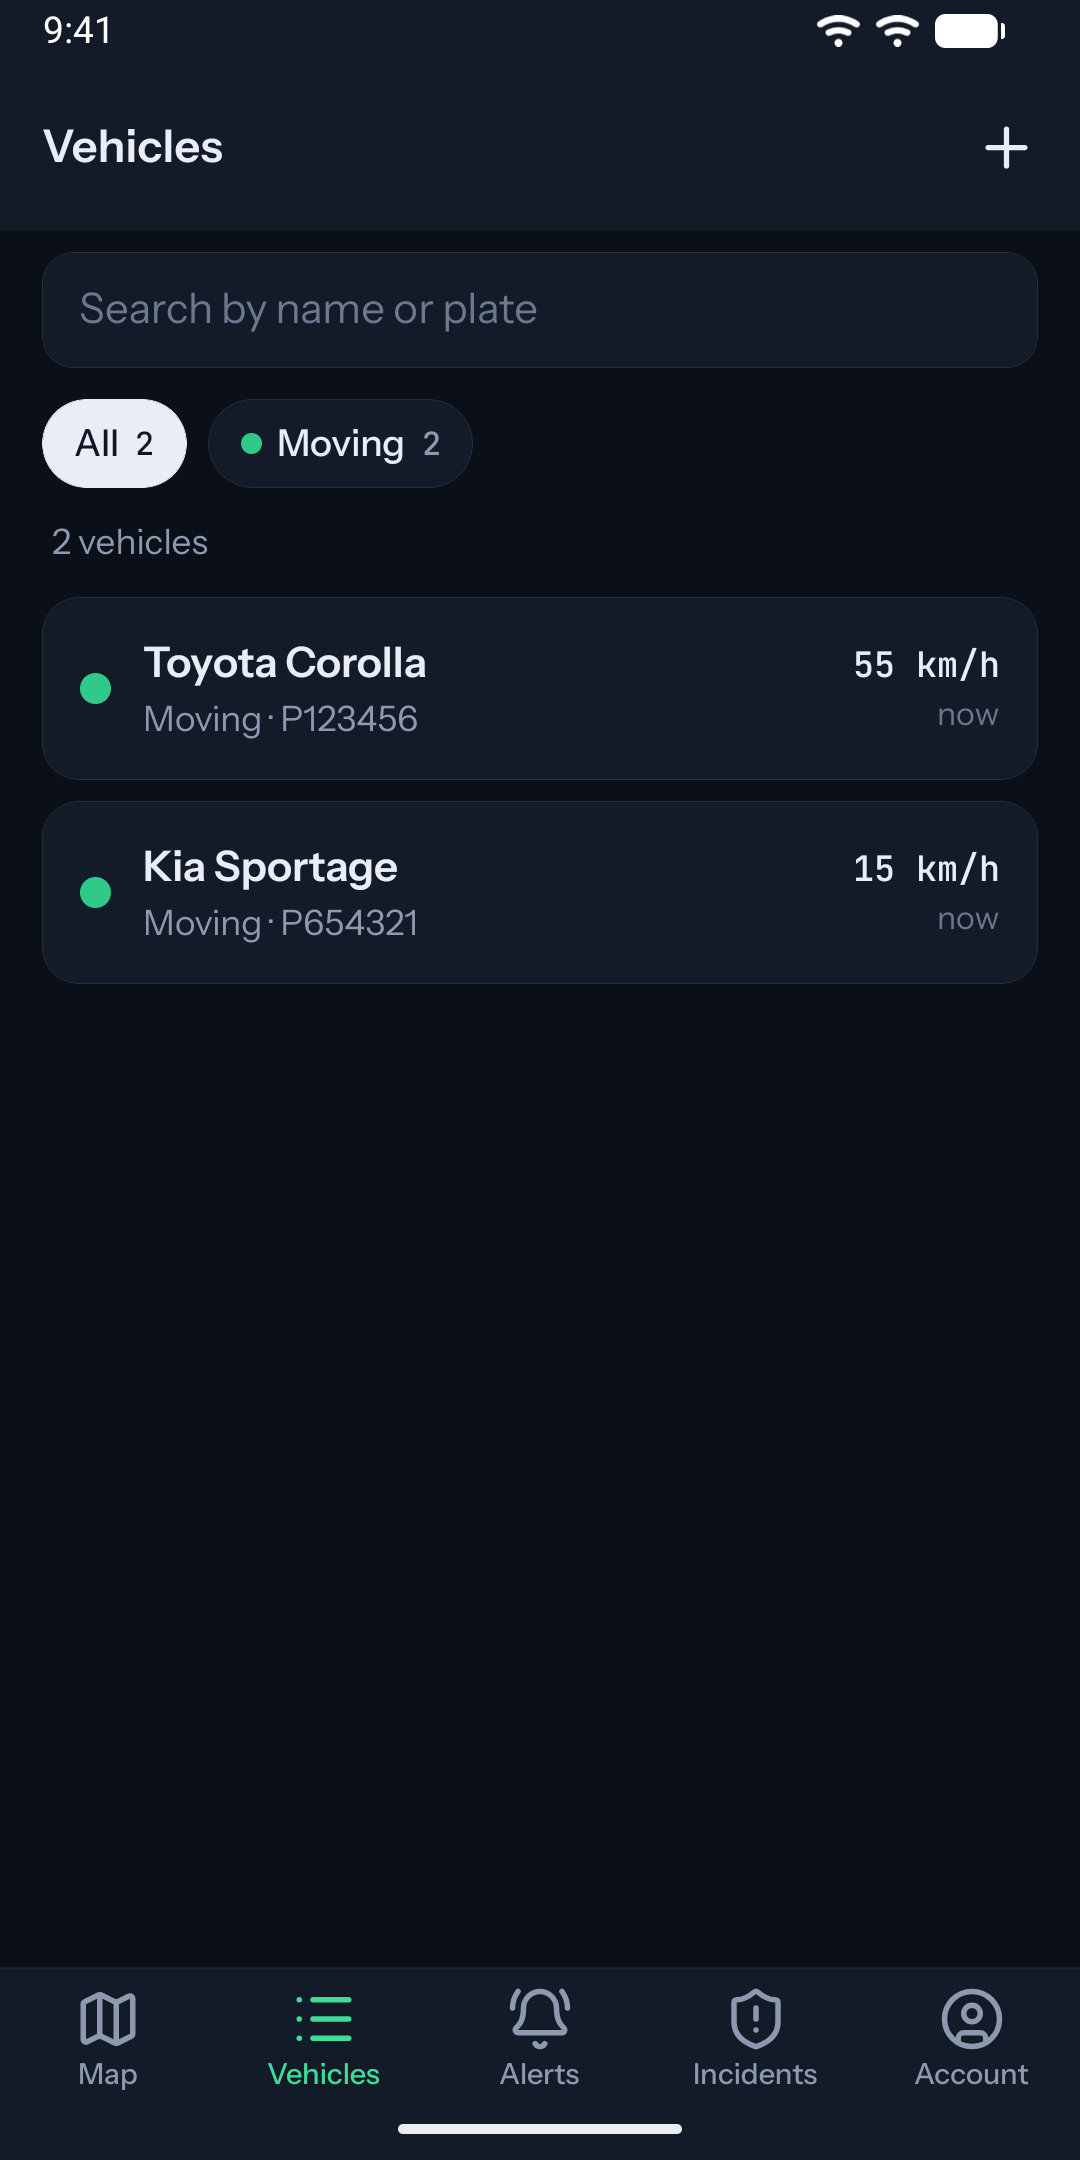 9:41
Vehicles
Search by name or plate
All 2
Moving 2
2 vehicles
Toyota Corolla
55 km/h
Moving · P123456
now
Kia Sportage
15 km/h
Moving · P654321
now
Map
Vehicles
Alerts
Incidents
Account